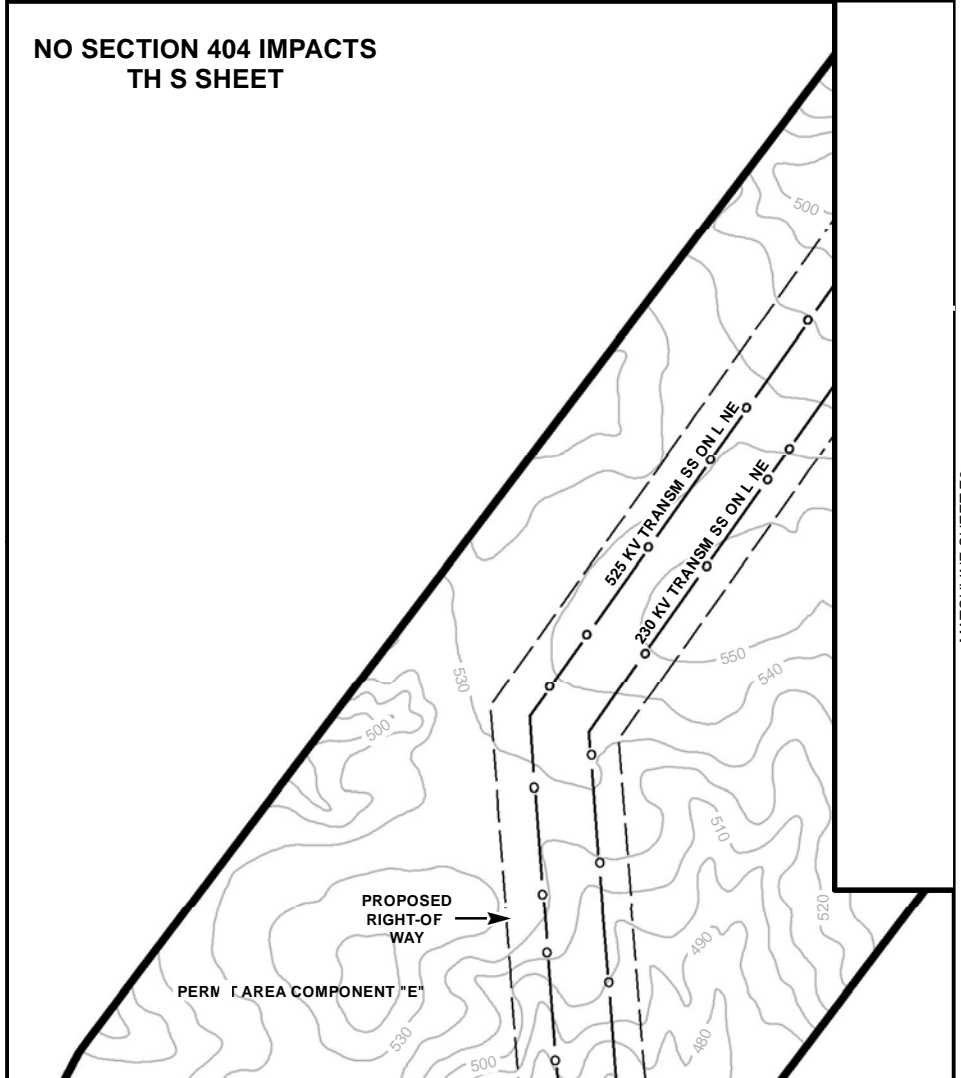 NO SECTION 404 IMPACTS
TH S SHEET
500
525 KV TRANSM SS ON L NE
230 KV TRANSM SS ON L NE
550
540
530
500
510
520
PROPOSED
RIGHT-OF
WAY
490
PERM T AREA COMPONENT "E"
530
500
480